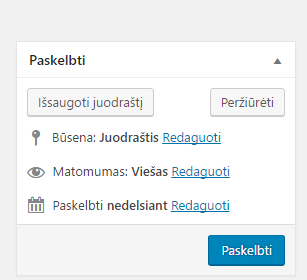 Paskelbti
Išsaugoti juodraštį Peržiūrėti
Būsena: Juodraštis Redaguoti
Matomumas: Viešas Redaguoti
Paskelbti nedelsiant Redaguoti
Paskelbti